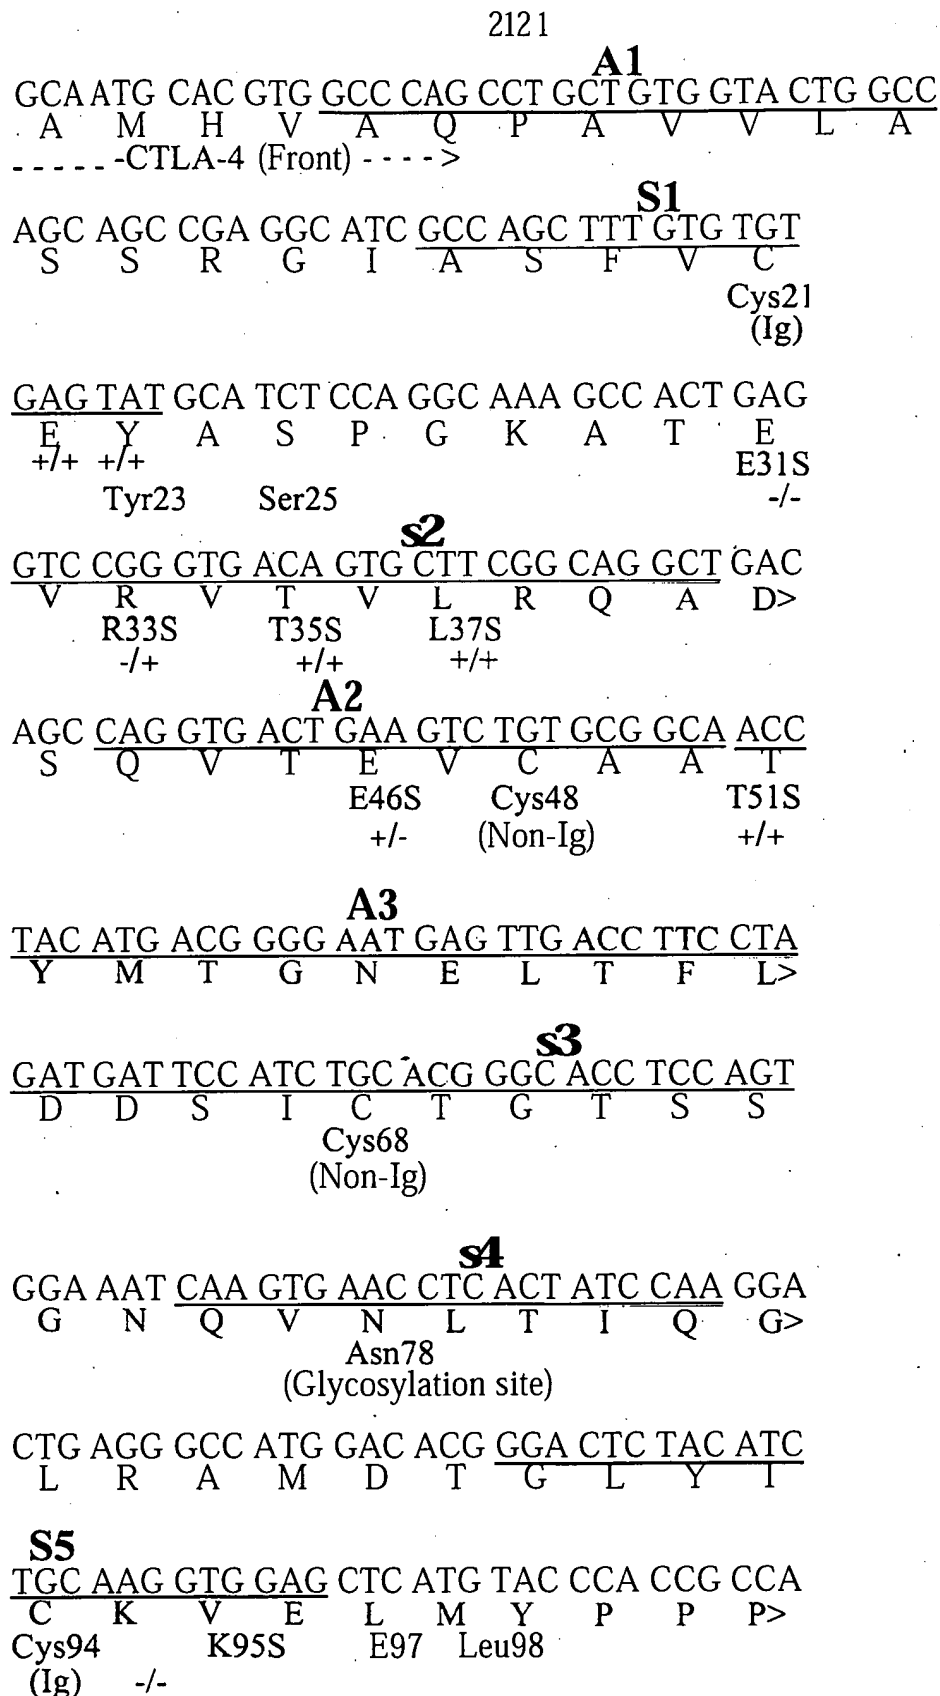 2121
A1
GCA ATG CAC GTG GCC CAG CCT GCT GTG GTA CTG GCC
A M H V A Q P A V V L A
- - - - - -CTLA-4 (Front) - - - ->
S1
AGC AGC CGA GGC ATC GCC AGC TTT GTG TGT
S S R G I A S F V C
Cys21
(Ig)
GAG TAT GCA TCT CCA GGC AAA GCC ACT GAG
E Y A S P G K A T E
+/+ +/+ E31S
Tyr23 Ser25 -/-
s2
GTC CGG GTG ACA GTG CTT CGG CAG GCT GAC
V R V T V L R Q A D>
R33S T35S L37S
-/+ +/+ +/+
A2
AGC CAG GTG ACT GAA GTC TGT GCG GCA ACC
S Q V T E V C A A T
E46S Cys48 T51S
+/- (Non-Ig) +/+
A3
TAC ATG ACG GGG AAT GAG TTG ACC TTC CTA
Y M T G N E L T F L>
s3
GAT GAT TCC ATC TGC ACG GGC ACC TCC AGT
D D S I C T G T S S
Cys68
(Non-Ig)
s4
GGA AAT CAA GTG AAC CTC ACT ATC CAA GGA
G N Q V N L T I Q G>
Asn78
(Glycosylation site)
CTG AGG GCC ATG GAC ACG GGA CTC TAC ATC
L R A M D T G L Y I
S5
TGC AAG GTG GAG CTC ATG TAC CCA CCG CCA
C K V E L M Y P P P>
Cys94 K95S E97 Leu98
(Ig) -/-